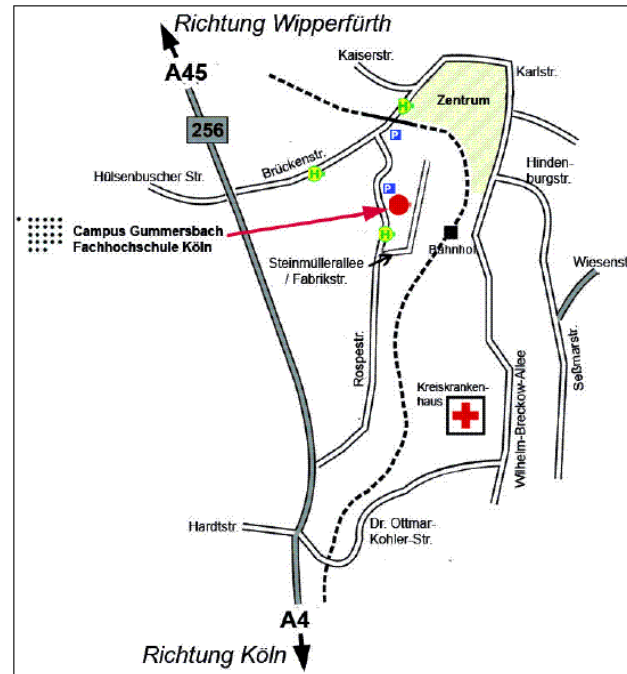 Richtung Wipperfürth
A45
256
Kaiserstr.
Karlstr.
Zentrum
H
Brückenstr.
P
Hülsenbuscher Str.
H
Hinden-
burgstr.
P
Campus Gummersbach
Fachhochschule Köln
H
Bahnhof
Steinmüllerallee
/ Fabrikstr.
Wiesenst
Rospestr.
Seßmarstr.
Kreiskranken-
haus
Wilhelm-Breckow-Allee
Hardtstr.
Dr. Ottmar-
Kohler-Str.
A4
Richtung Köln